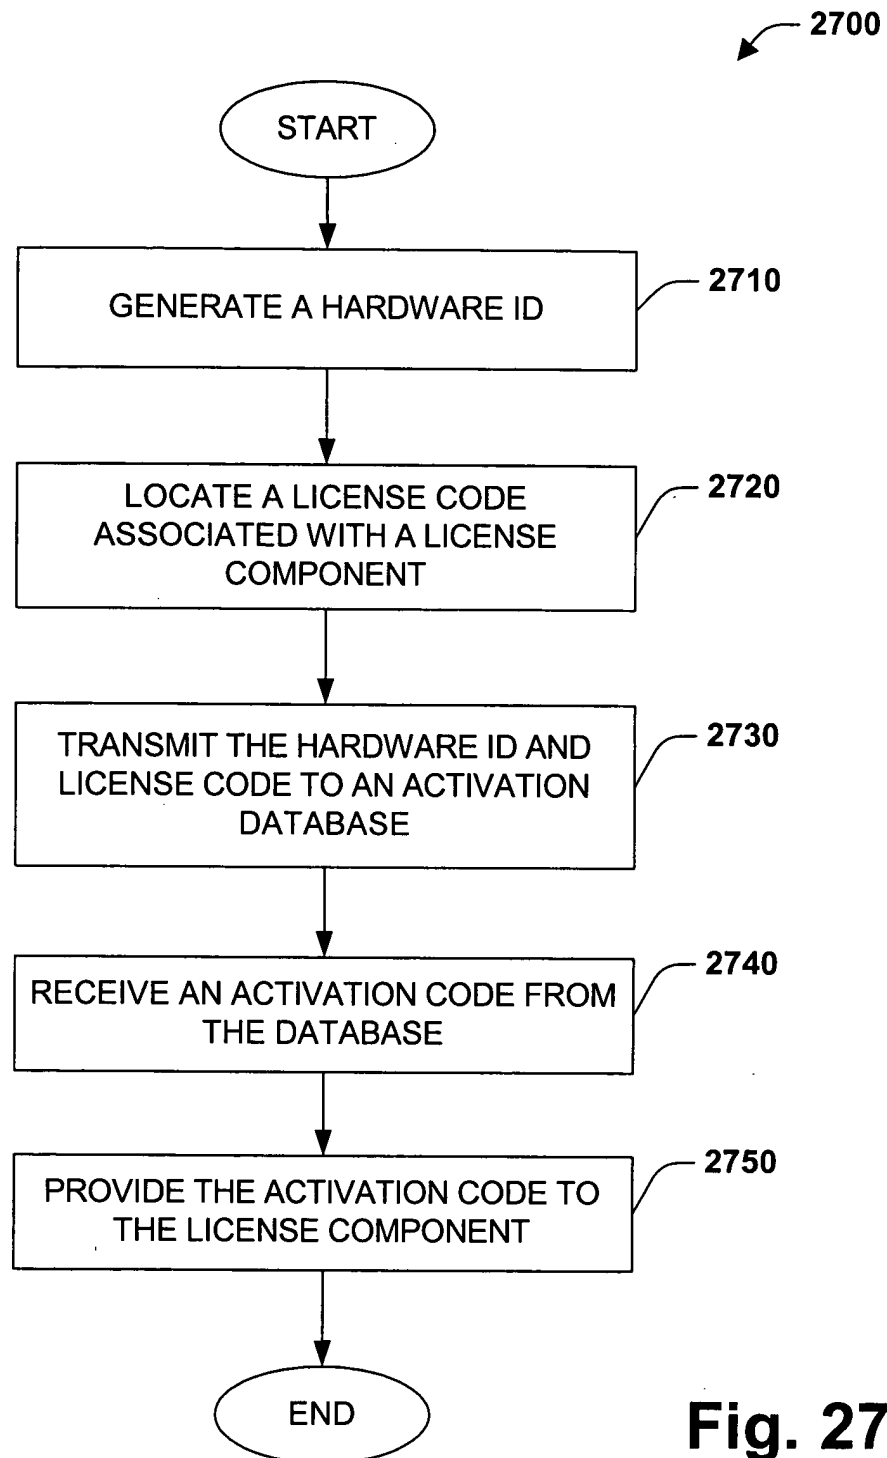 2700
START
GENERATE A HARDWARE ID
2710
LOCATE A LICENSE CODE
ASSOCIATED WITH A LICENSE
COMPONENT
2720
TRANSMIT THE HARDWARE ID AND
LICENSE CODE TO AN ACTIVATION
DATABASE
2730
RECEIVE AN ACTIVATION CODE FROM
THE DATABASE
2740
PROVIDE THE ACTIVATION CODE TO
THE LICENSE COMPONENT
2750
END
Fig. 27